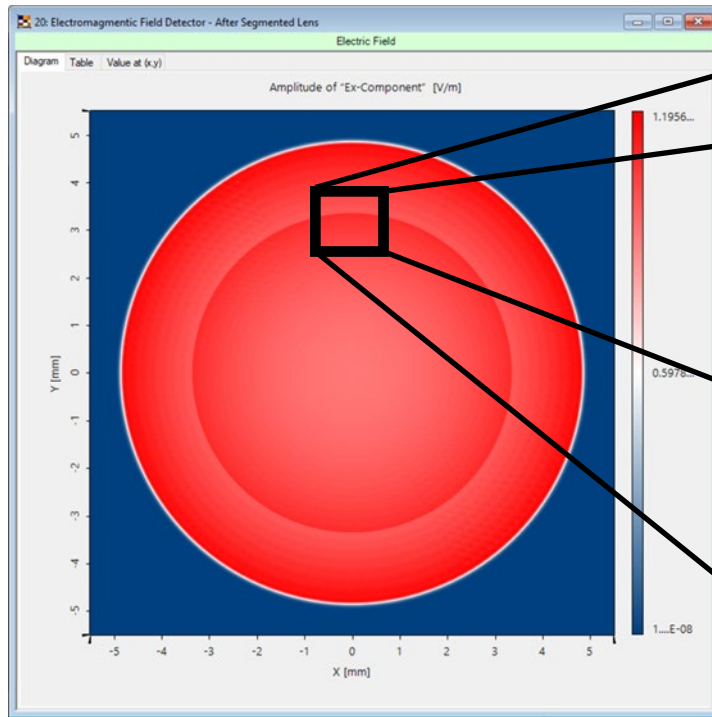 20: Electromagmentic Field Detector - After Segmented Lens
Electric Field
Diagram Table Value at (x,y)
Amplitude of "Ex-Component" [V/m]
1.1956...
0.5978...
1....E-08
5
4
3
2
1
0
-1
-2
-3
-4
-5
Y [mm]
-5 -4 -3 -2 -1 0 1 2 3 4 5
X [mm]